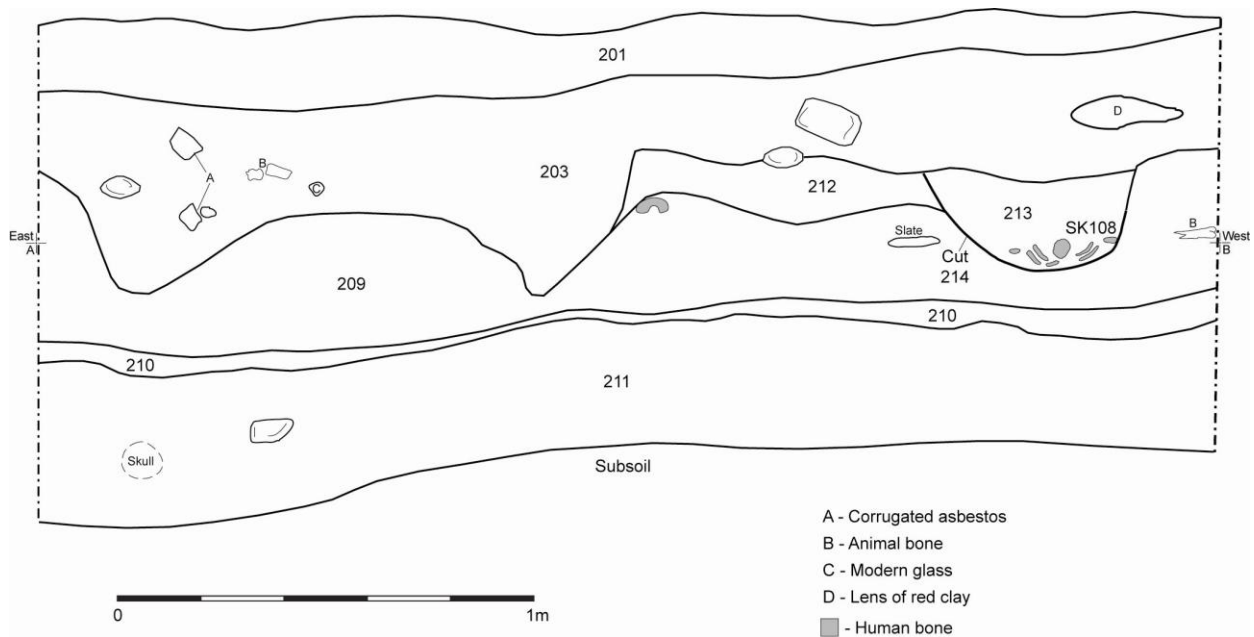 201
D
B
A
C
203
212
213
SK108
B
East
A
Slate
West
B
Cut
214
209
210
210
211
Skull
Subsoil
A - Corrugated asbestos
B - Animal bone
C - Modern glass
D - Lens of red clay
- Human bone
0 1m